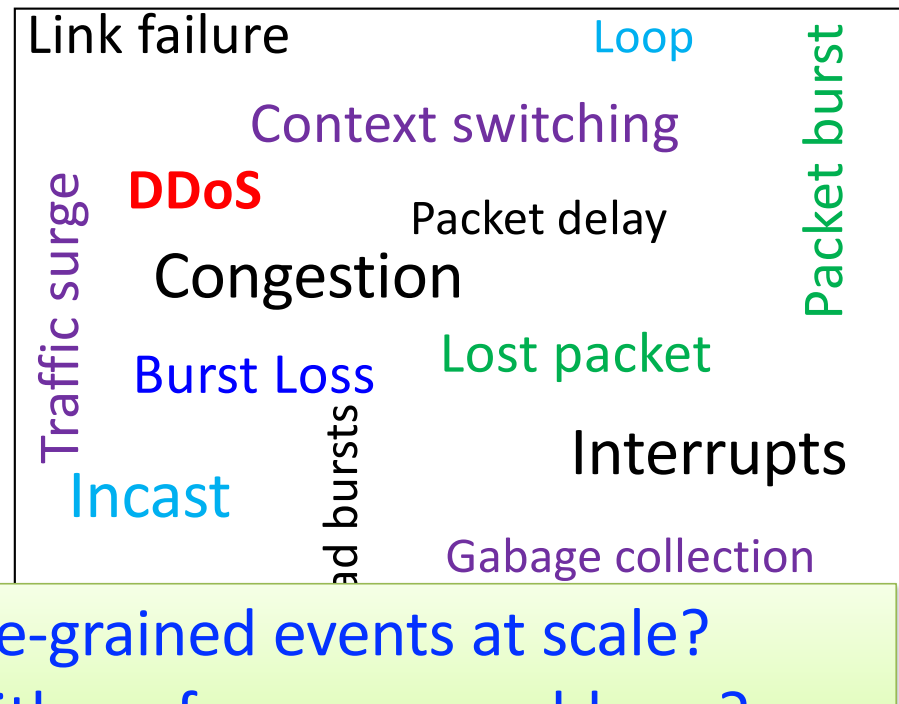 Link failure
Loop
Packet burst
Context switching
Traffic surge
DDoS
Packet delay
Congestion
Lost packet
Burst Loss
bursts
Interrupts
Incast
Gabage collection
e-grained events at scale?